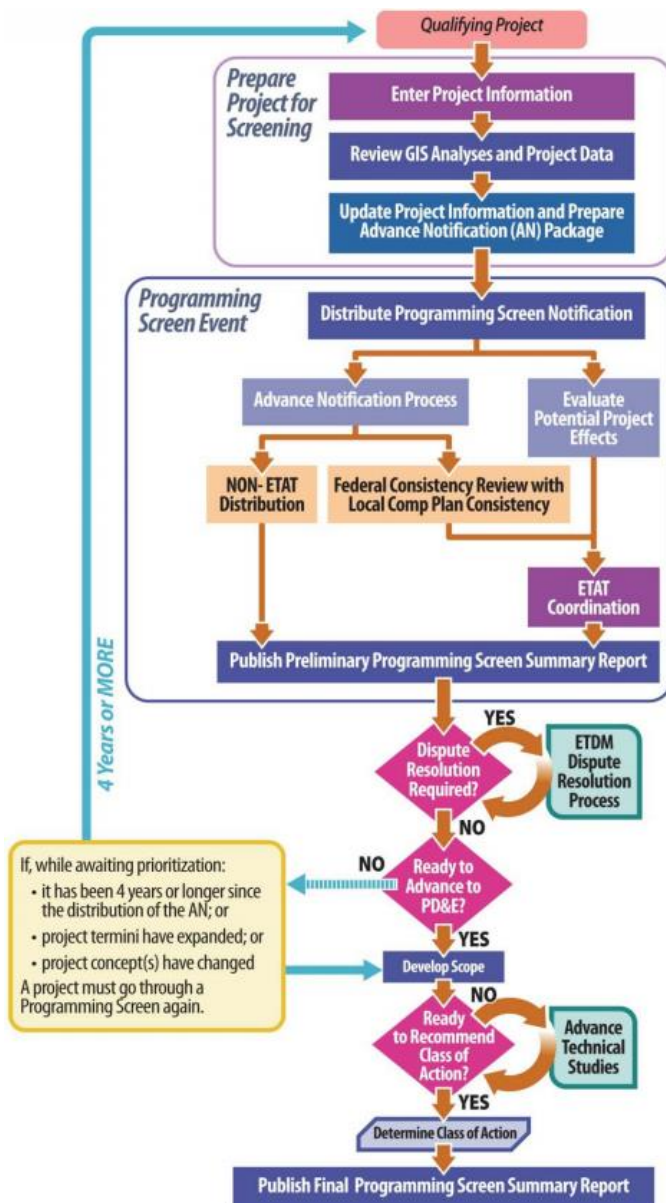 Qualifying Project
Prepare
Project for
Screening
Enter Project Information
Review GIS Analyses and Project Data
Update Project Information and Prepare
Advance Notification (AN) Package
Programming
Screen Event
Distribute Programming Screen Notification
Advance Notification Process
Evaluate
Potential Project
Effects
NON- ETAT
Distribution
Federal Consistency Review with
Local Comp Plan Consistency
ETAT
Coordination
Publish Preliminary Programming Screen Summary Report
4 Years or MORE
YES
Dispute
Resolution
Required?
ETDM
Dispute
Resolution
Process
NO
NO
Ready to
Advance to
PD&E?
If, while awaiting prioritization:
• it has been 4 years or longer since
the distribution of the AN; or
• project termini have expanded; or
• project concept(s) have changed
A project must go through a
Programming Screen again.
YES
Develop Scope
NO
Ready
to Recommend
Class of
Action?
Advance
Technical
Studies
YES
Determine Class of Action
Publish Final Programming Screen Summary Report